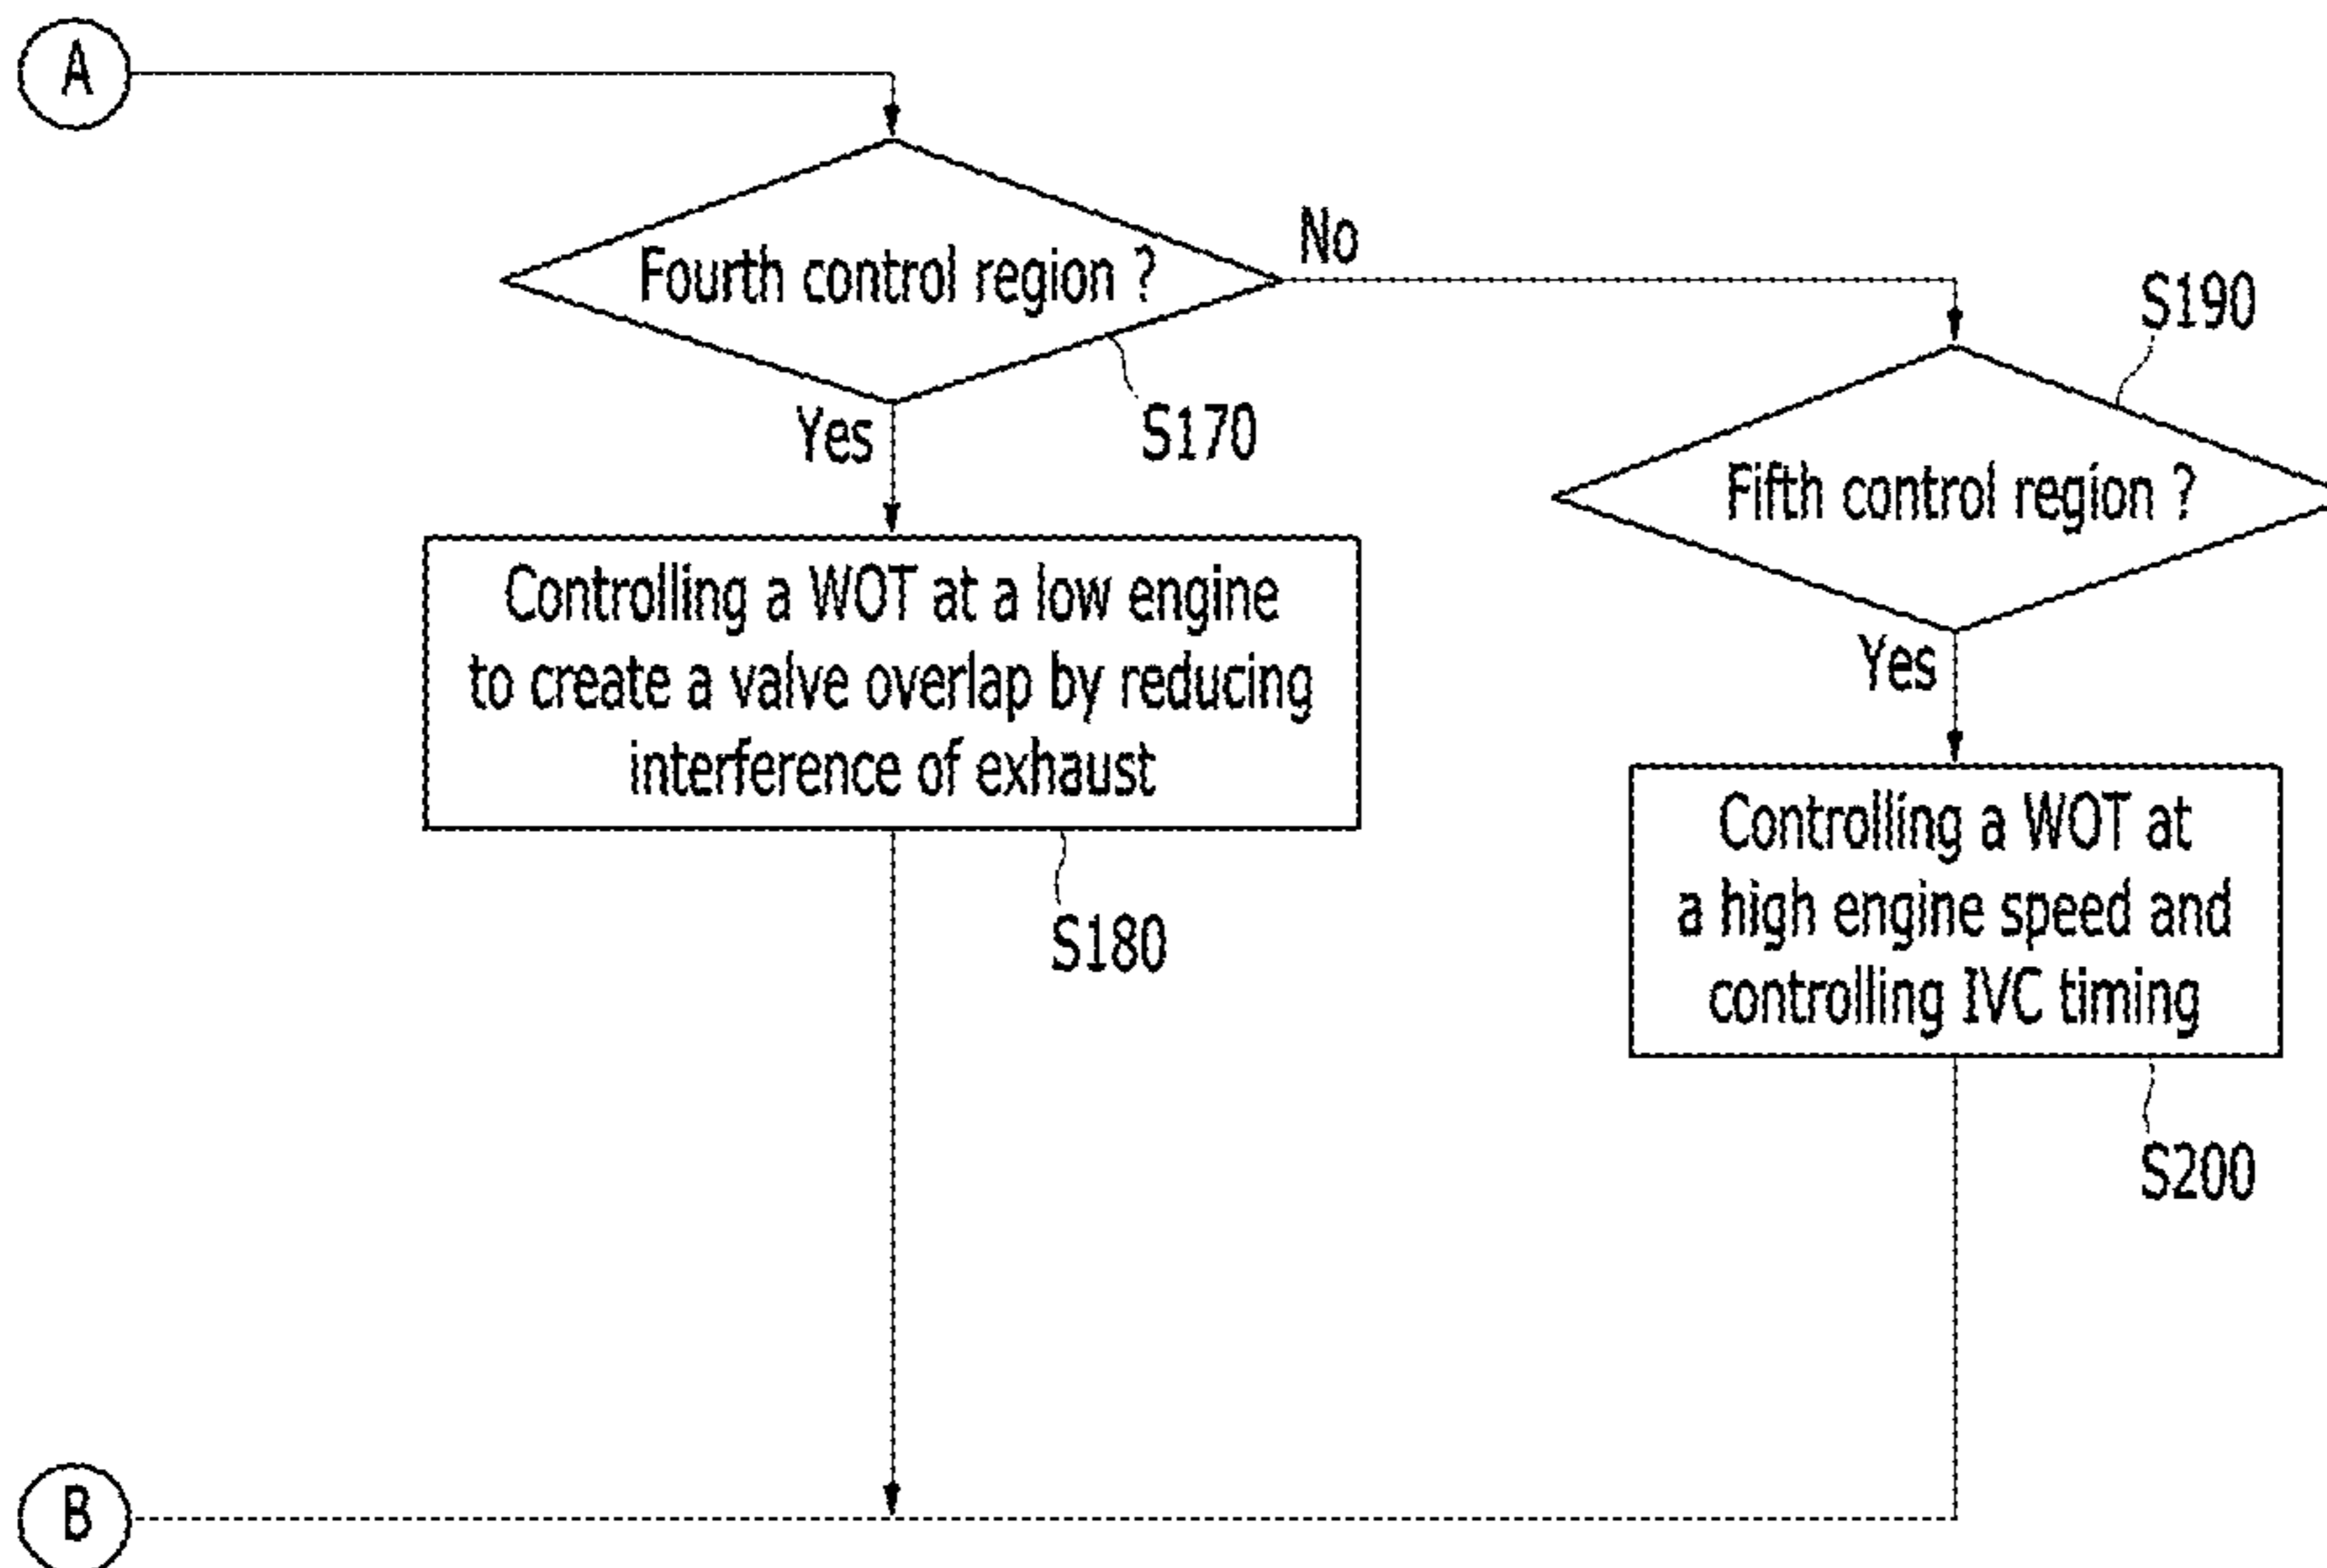 A
Fourth control region ?
No
S170
Yes
S190
Fifth control region ?
Yes
Controlling a WOT at a low engine
to create a valve overlap by reducing
interference of exhaust
S180
Controlling a WOT at
a high engine speed and
controlling IVC timing
S200
B